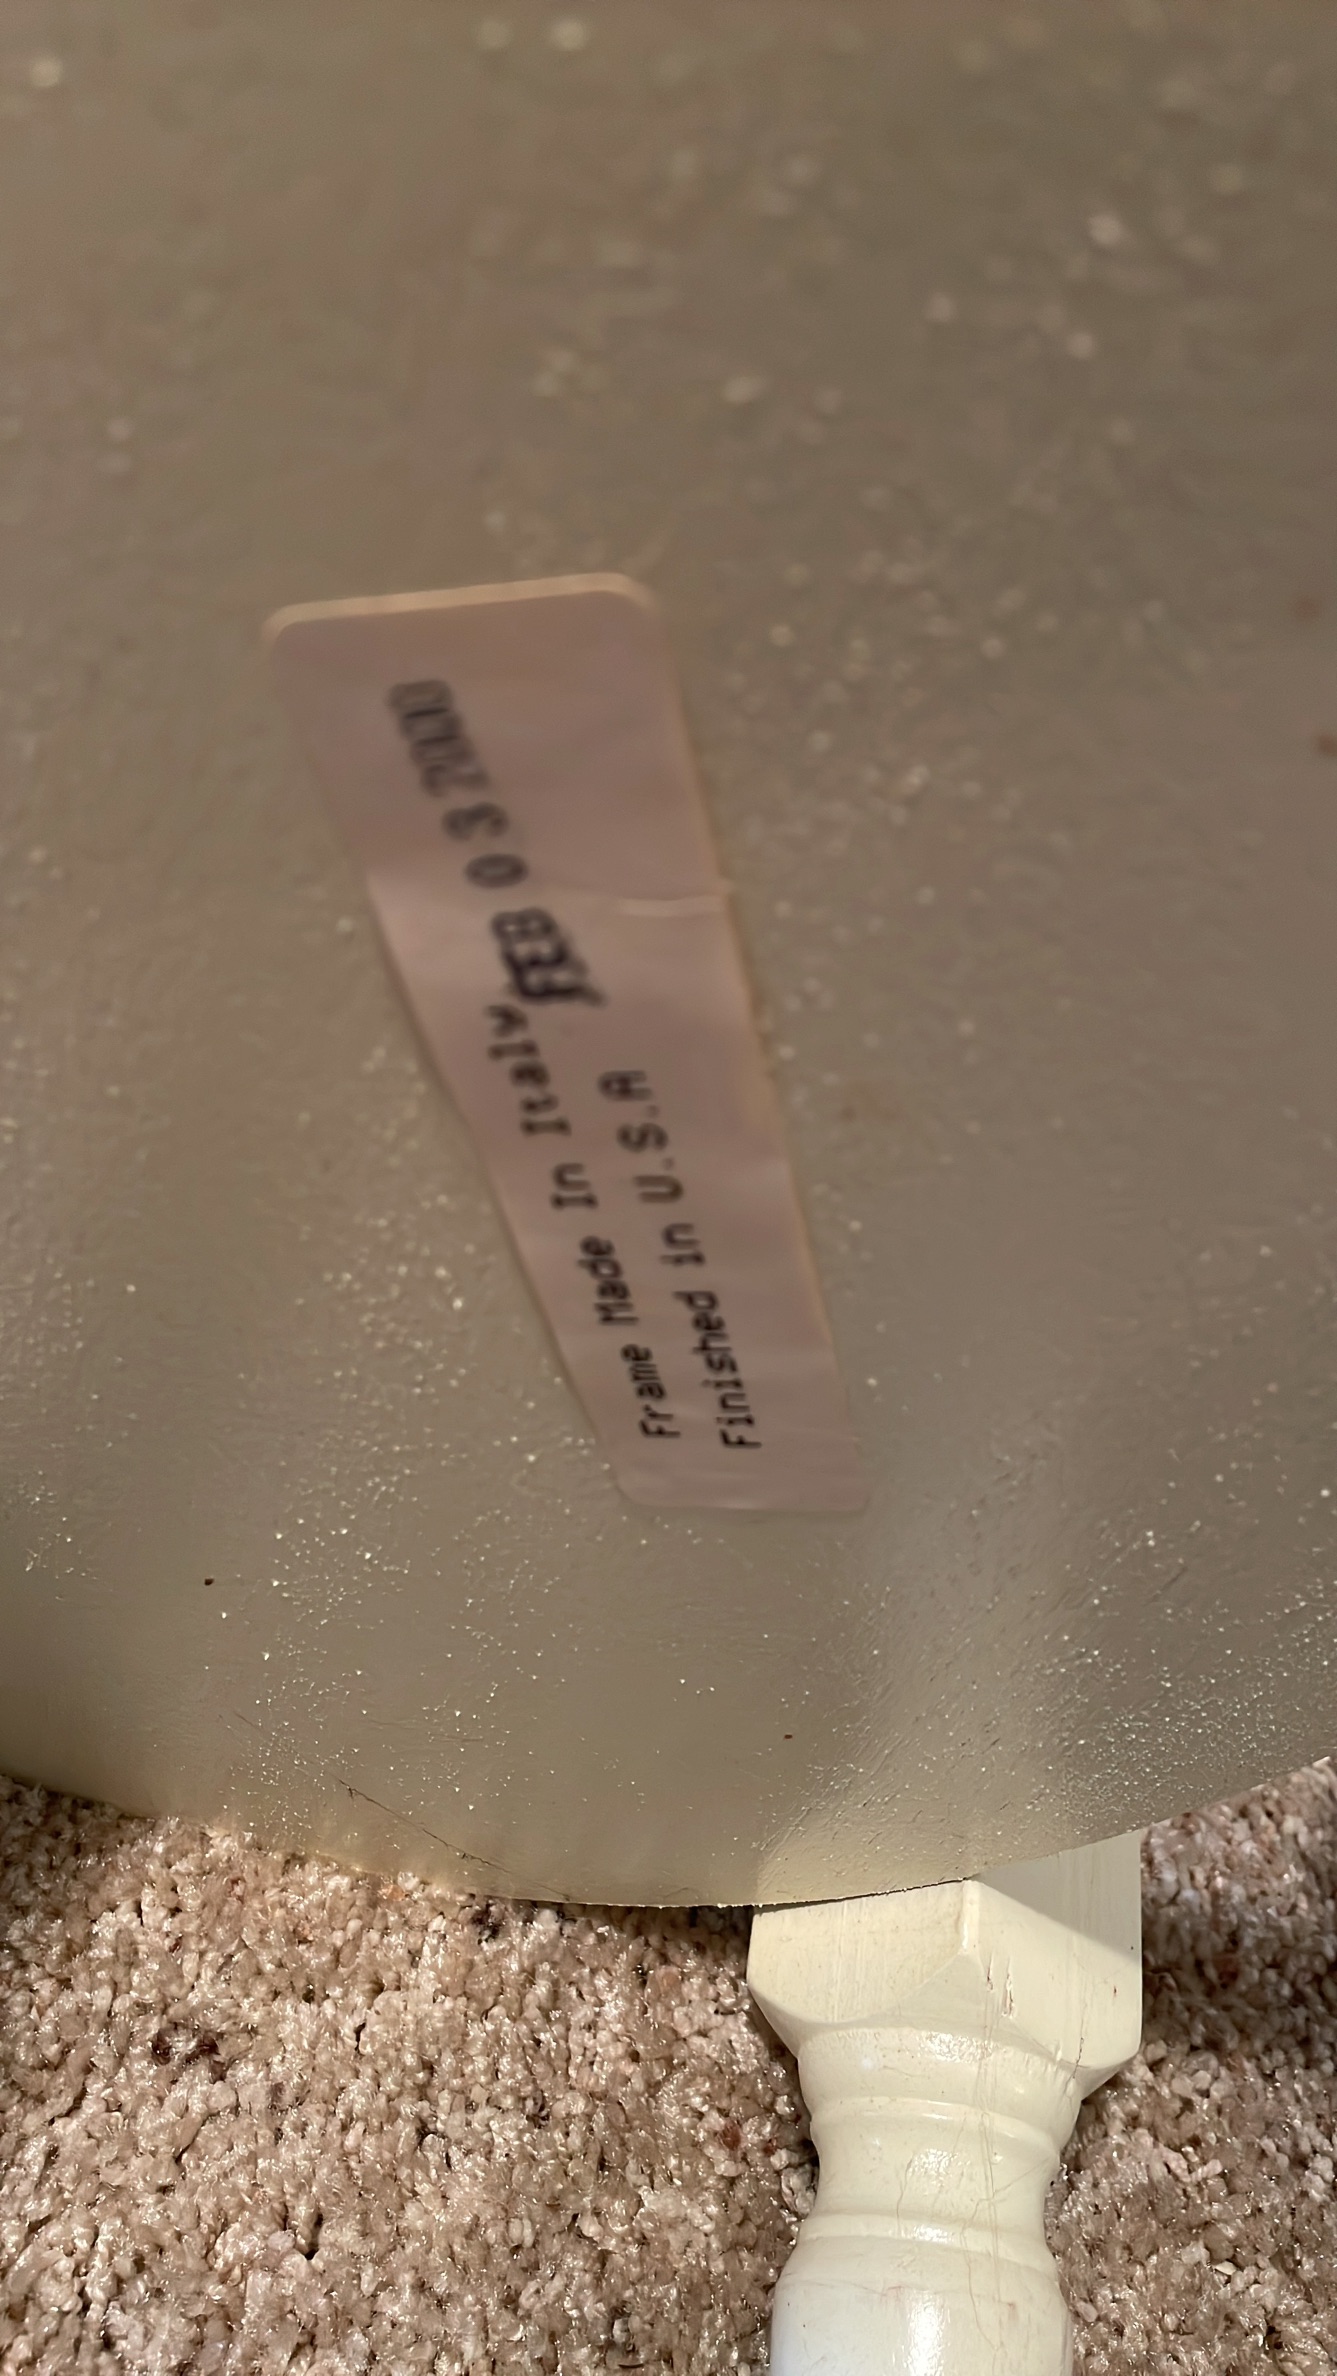 Frame Made In Italy
Finished in U.S.A
FEB 0 3 2000